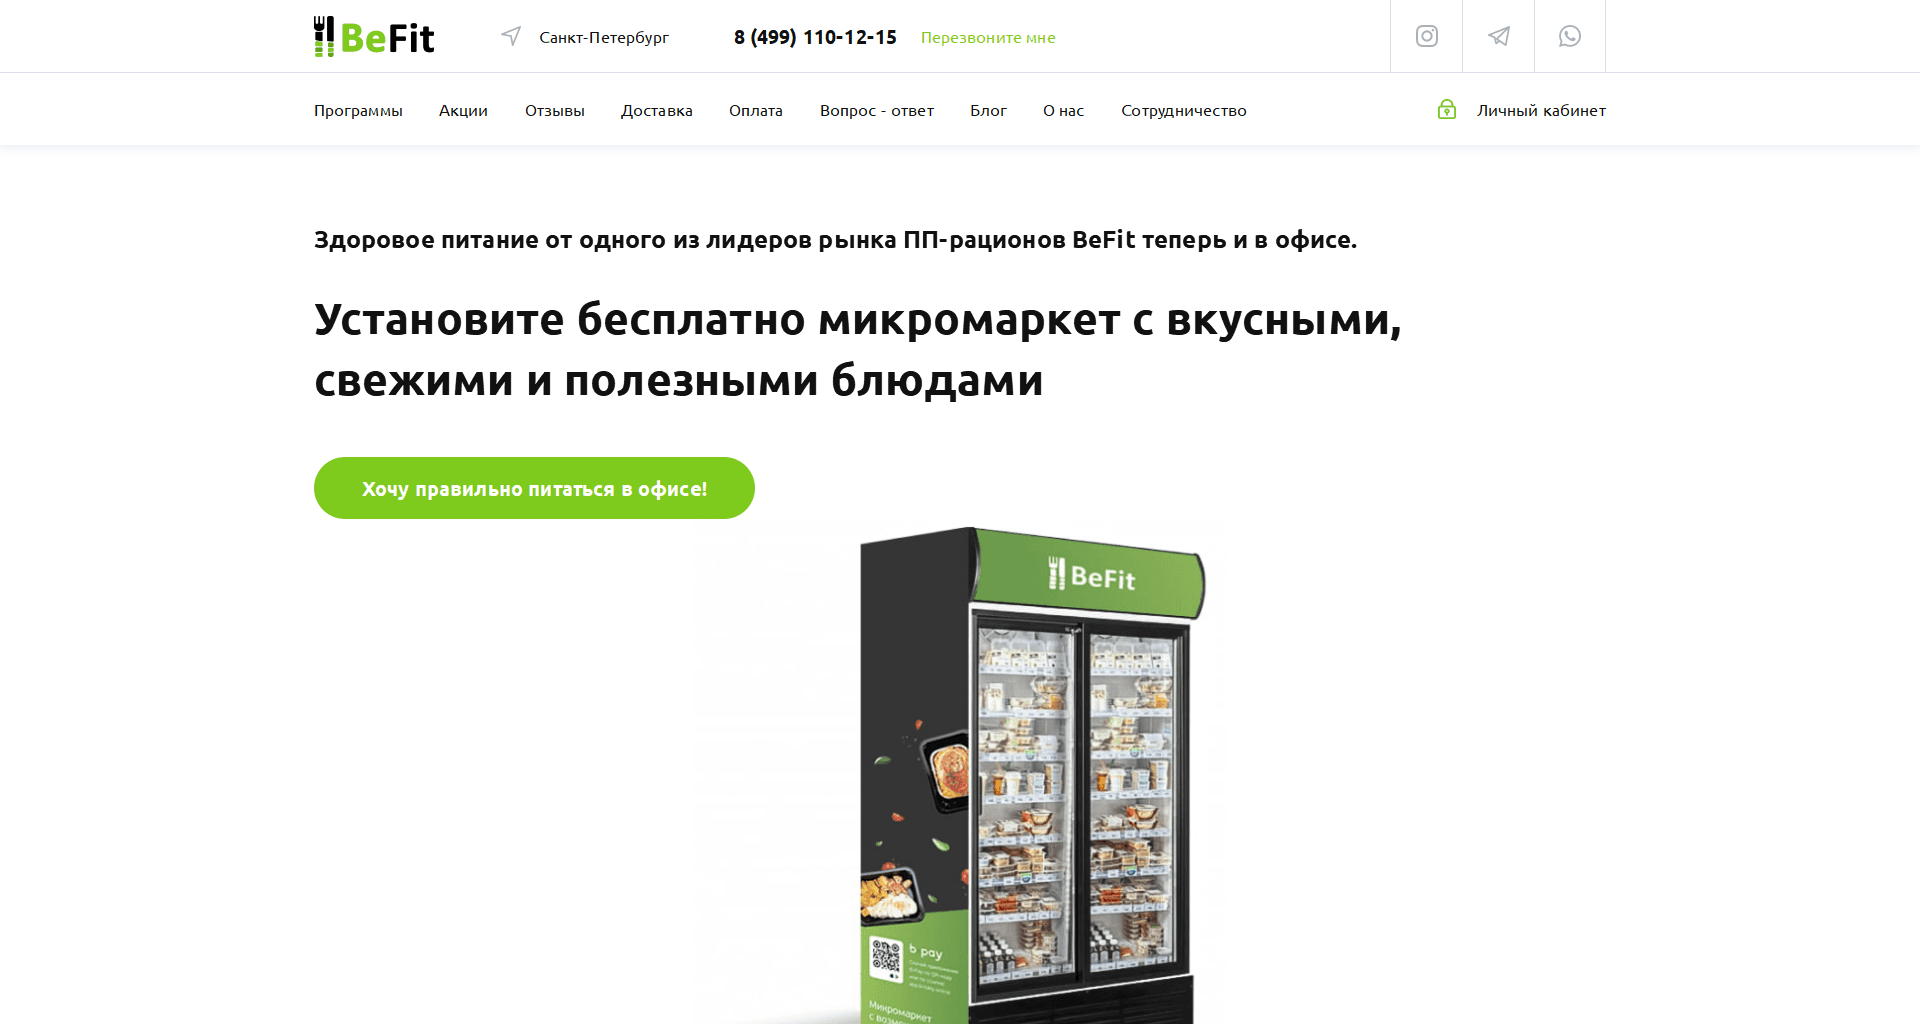 BeFit
Санкт-Петербург
8 (499) 110-12-15
Перезвоните мне
Программы
Акции
Отзывы
Доставка
Оплата
Вопрос - ответ
Блог
О нас
Сотрудничество
Личный кабинет
Здоровое питание от одного из лидеров рынка ПП-рационов BeFit теперь и в офисе.
Установите бесплатно микромаркет с вкусными,
свежими и полезными блюдами
Хочу правильно питаться в офисе!
BeFit
b pay
Микромаркет